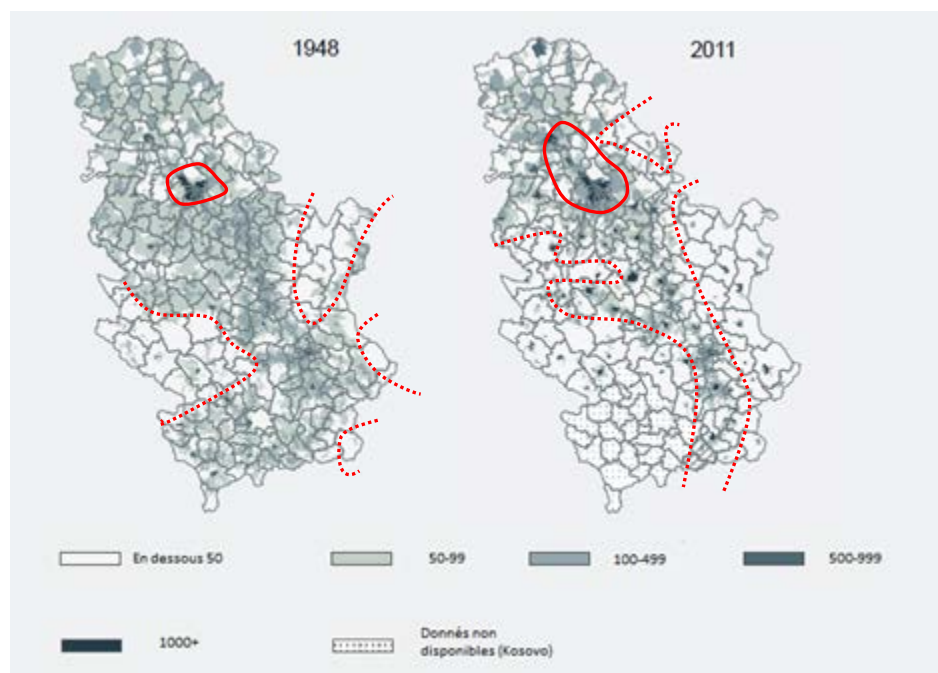 1948
2011
En dessous 50
50-99
100-499
500-999
1000+
Donnés non
disponibles (Kosovo)